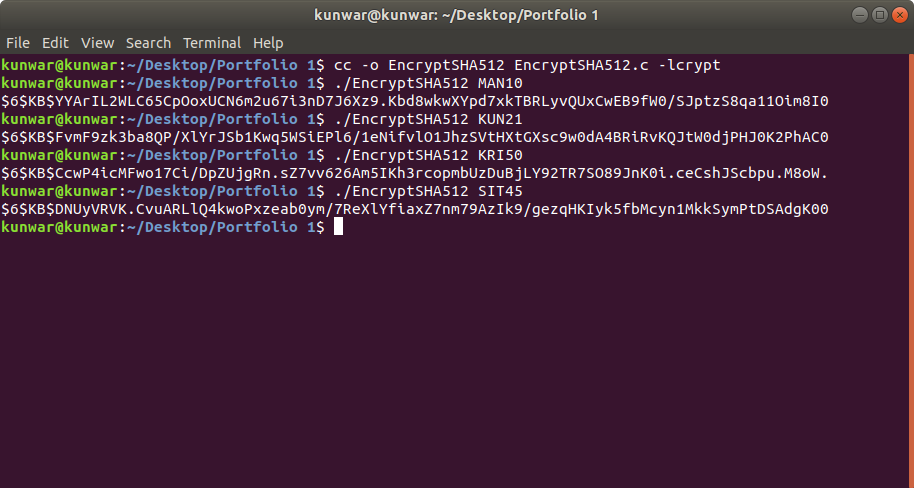 kunwar@kunwar: ~/Desktop/Portfolio 1
File Edit View Search Terminal Help
kunwar@kunwar:~/Desktop/Portfolio 1$ cc -o EncryptSHA512 EncryptSHA512.c -lcrypt
kunwar@kunwar:~/Desktop/Portfolio 1$ ./EncryptSHA512 MAN10
$6$KB$YYArIL2WLC65CpOoxUCN6m2u67i3nD7J6Xz9.Kbd8wkwXYpd7xkTBRLyvQUxCwEB9fW0/SJptzS8qa11Oim8I0
kunwar@kunwar:~/Desktop/Portfolio 1$ ./EncryptSHA512 KUN21
$6$KB$FvmF9zk3ba8QP/XlYrJSb1Kwq5WSiEPl6/1eNifvlO1JhzSVtHXtGXsc9w0dA4BRiRvKQJtW0djPHJ0K2PhAC0
kunwar@kunwar:~/Desktop/Portfolio 1$ ./EncryptSHA512 KRI50
$6$KB$CcwP4icMFwo17Ci/DpZUjgRn.sZ7vv626Am5IKh3rcopmbUzDuBjLY92TR7SO89JnK0i.ceCshJScbpu.M8oW.
kunwar@kunwar:~/Desktop/Portfolio 1$ ./EncryptSHA512 SIT45
$6$KB$DNUyVRVK.CvuARLlQ4kwoPxzeab0ym/7ReXlYfiaxZ7nm79AzIk9/gezqHKIyk5fbMcyn1MkkSymPtDSAdgK00
kunwar@kunwar:~/Desktop/Portfolio 1$